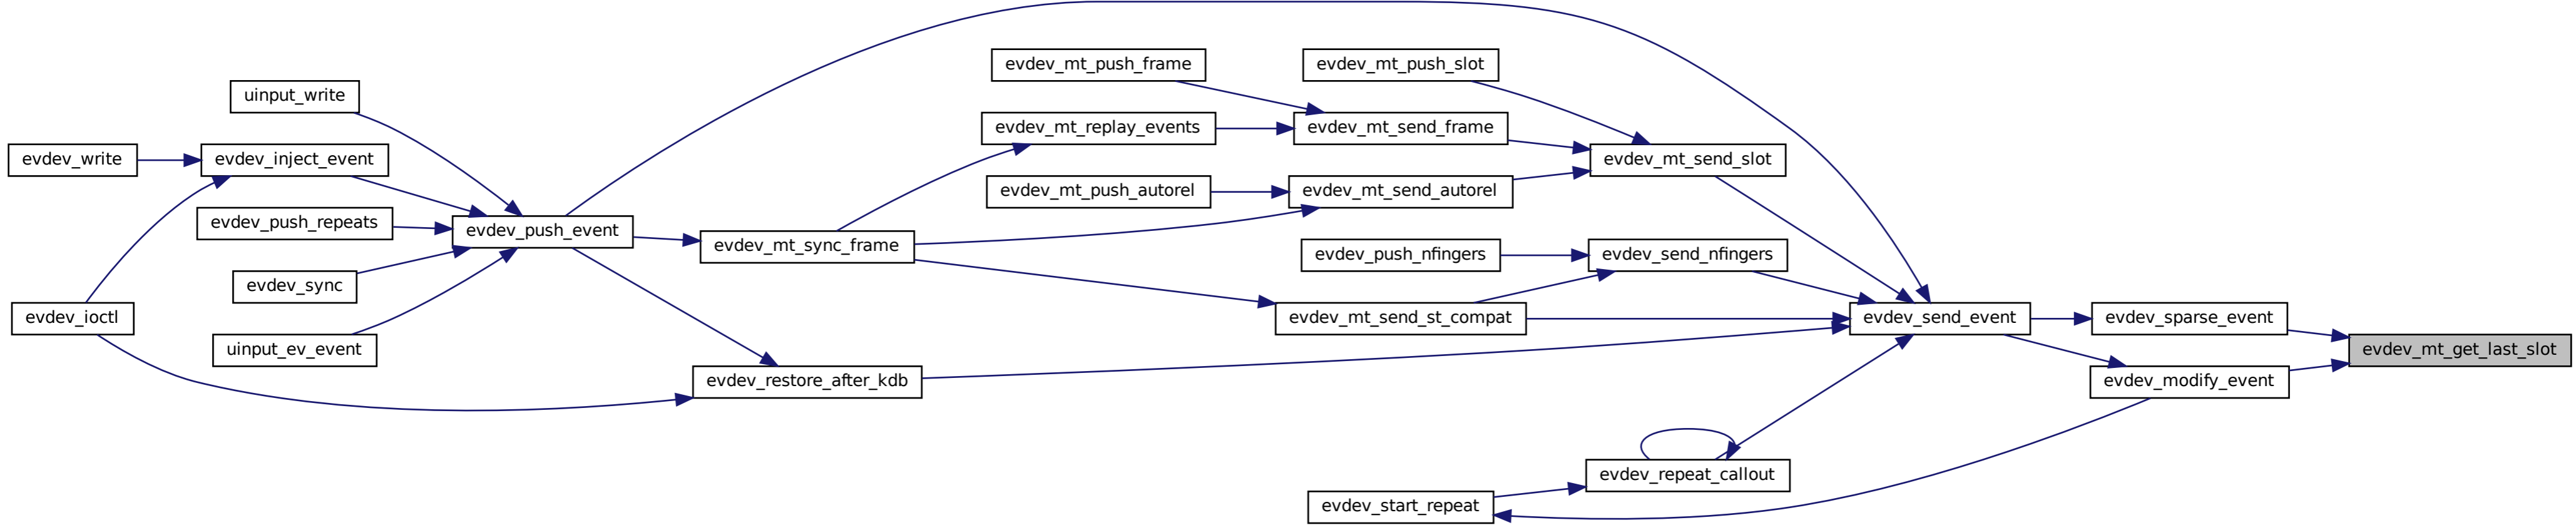 evdev_mt_push_frame
evdev_mt_push_slot
uinput_write
evdev_mt_replay_events
evdev_mt_send_frame
evdev_write
evdev_inject_event
evdev_mt_send_slot
evdev_mt_push_autorel
evdev_mt_send_autorel
evdev_push_repeats
evdev_push_event
evdev_mt_sync_frame
evdev_push_nfingers
evdev_send_nfingers
evdev_sync
evdev_ioctl
evdev_mt_send_st_compat
evdev_send_event
evdev_sparse_event
uinput_ev_event
evdev_mt_get_last_slot
evdev_restore_after_kdb
evdev_modify_event
evdev_repeat_callout
evdev_start_repeat